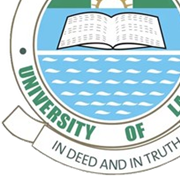 UNIVERSITY OF
IN DEED AND IN TRUTH